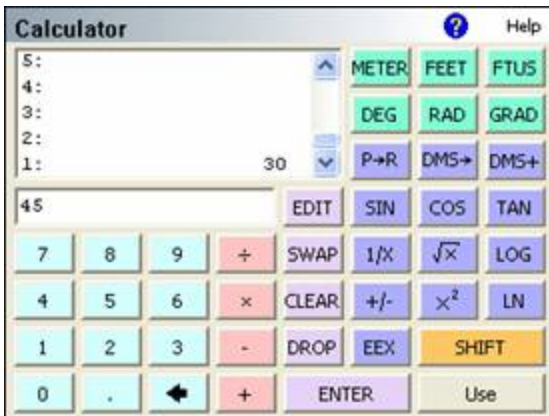 Calculator ? Help
5:
4:
3:
2:
1: 30
METER FEET FTUS
DEG RAD GRAD
P→R DMS→ DMS+
45 EDIT SIN COS TAN
7 8 9 ÷ SWAP 1/X √x LOG
4 5 6 × CLEAR +/- x² LN
1 2 3 - DROP EEX SHIFT
0 . 🡄 + ENTER Use